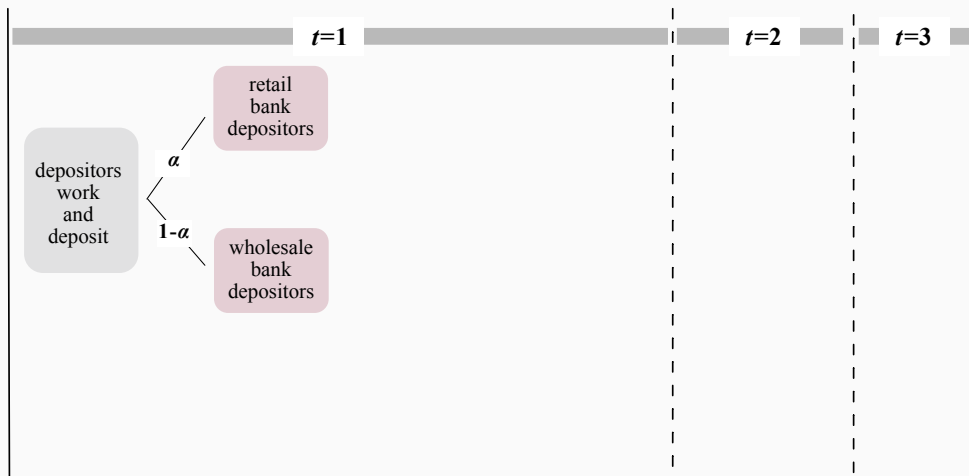 t=1
t=2
t=3
depositors
work
and
deposit
α
1-α
retail
bank
depositors
wholesale
bank
depositors